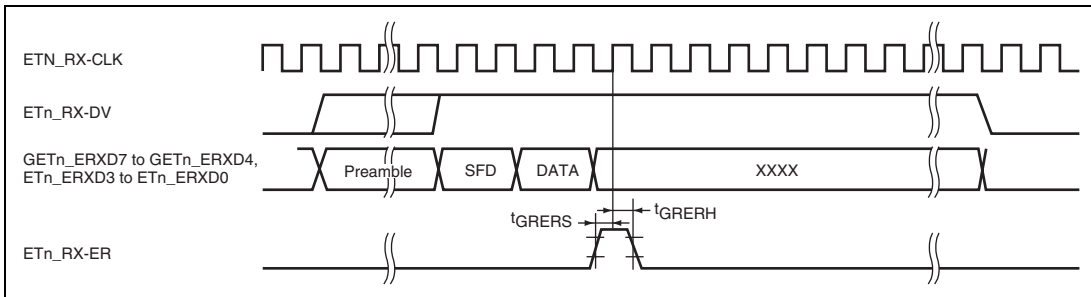 ETN_RX-CLK
ETn_RX-DV
GETn_ERXD7 to GETn_ERXD4,
ETn_ERXD3 to ETn_ERXD0
Preamble
SFD
DATA
XXXX
tGRERS
tGRERH
ETn_RX-ER